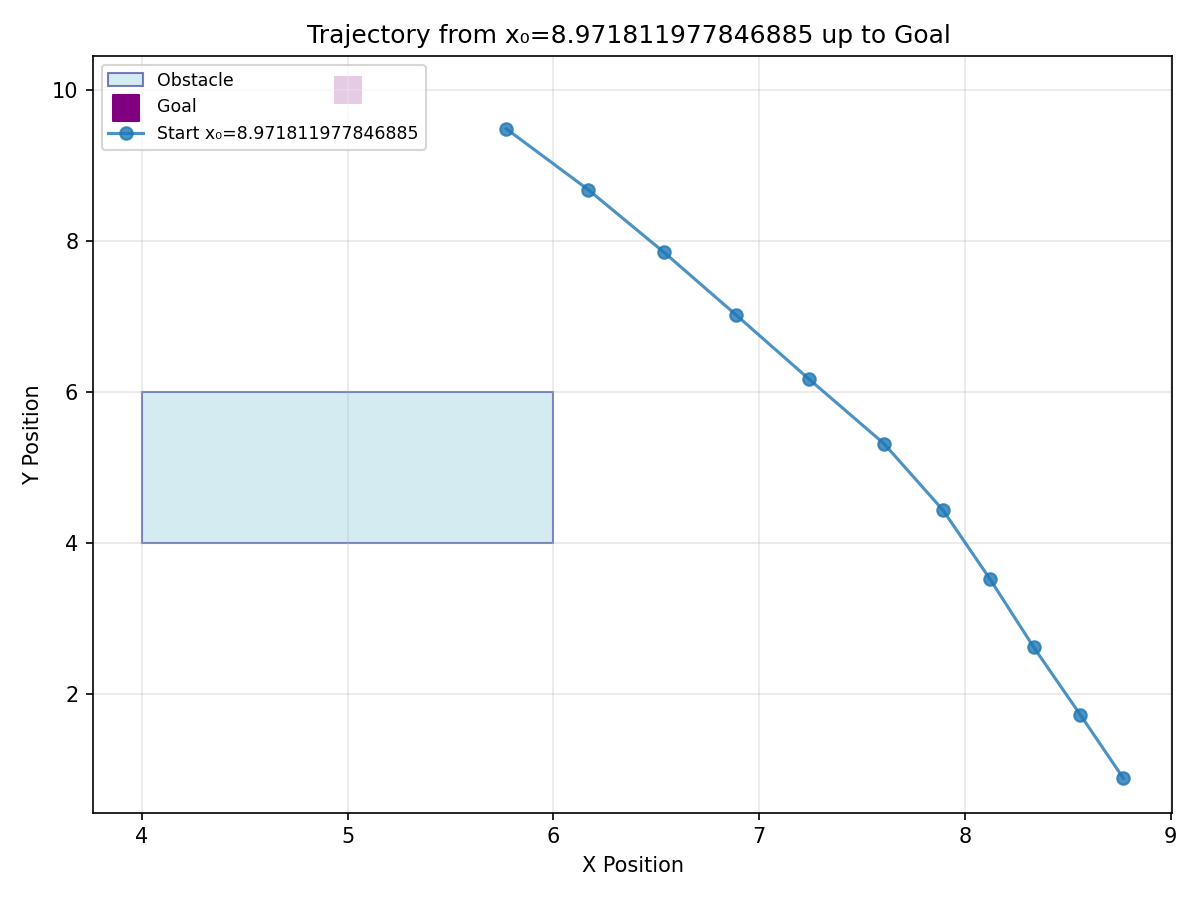 Trajectory from x₀=8.971811977846885 up to Goal
Obstacle
Goal
Start x₀=8.971811977846885
10
8
6
4
2
Y Position
4 5 6 7 8 9
X Position